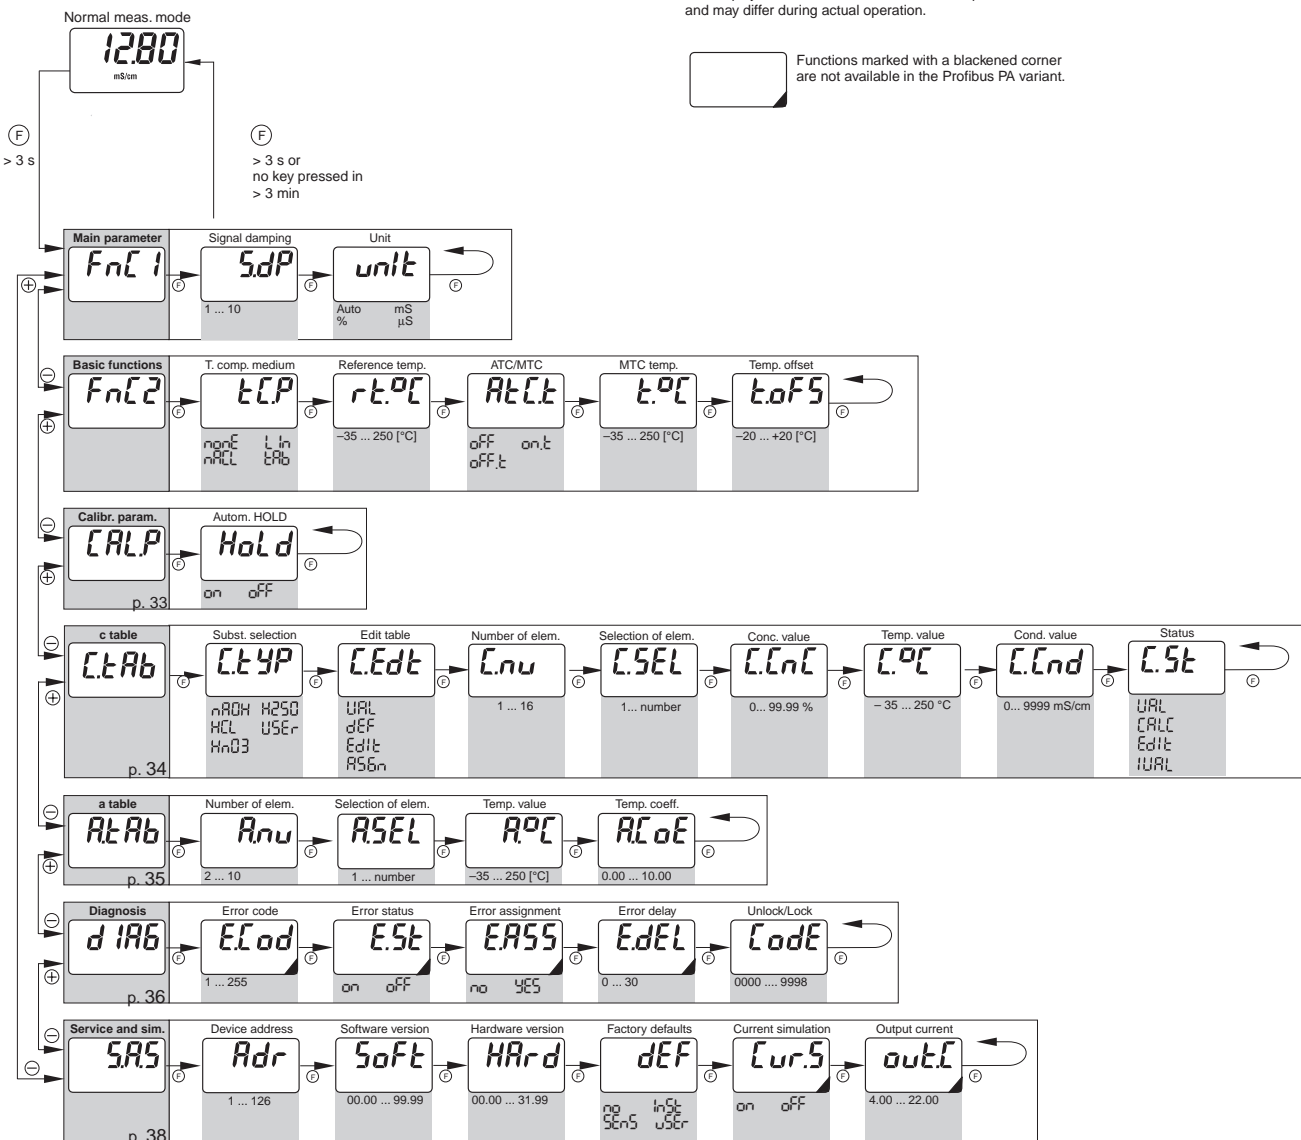 and may differ during actual operation.
Normal meas. mode
12.80
mS/cm
Functions marked with a blackened corner
are not available in the Profibus PA variant.
F
> 3 s
F
> 3 s or
no key pressed in
> 3 min
Main parameter Signal damping Unit
FnC1 S.dP unIt
+ F F F
1 ... 10 Auto mS
% µS
Basic functions T. comp. medium Reference temp. ATC/MTC MTC temp. Temp. offset
FnC2 tC.P rt.°C AtC.t t.°C t.oFS
− + F F F F F F
nonE LIn –35 ... 250 [°C] oFF on.t –35 ... 250 [°C] –20 ... +20 [°C]
nACL tAb oFF.t
Calibr. param. Autom. HOLD
CAL.P HoLd
− + F F
on oFF
p. 33
c table Subst. selection Edit table Number of elem. Selection of elem. Conc. value Temp. value Cond. value Status
C.tAb C.tYP C.Edt C.nu C.SEL C.CnC C.°C C.Cnd C.St
− + F F F F F F F F F
nAOH H2SO VAL 1 ... 16 1... number 0... 99.99 % – 35 ... 250 °C 0... 9999 mS/cm VAL
HCL USEr dEF CALC
HnO3 EdIt EdIt
ASGn IVAL
p. 34
a table Number of elem. Selection of elem. Temp. value Temp. coeff.
A.tAb A.nu A.SEL A.°C A.CoE
− + F F F F F
2 ... 10 1 ... number –35 ... 250 [°C] 0.00 ... 10.00
p. 35
Diagnosis Error code Error status Error assignment Error delay Unlock/Lock
dIAG E.Cod E.St E.ASS E.dEL CodE
− + F F F F F F
1 ... 255 on oFF no YES 0 ... 30 0000 .... 9998
p. 36
Service and sim. Device address Software version Hardware version Factory defaults Current simulation Output current
S.A.S Adr SoFt HArd dEF Cur.S out.C
− − F F F F F F F
1 ... 126 00.00 ... 99.99 00.00 ... 31.99 no InSt on oFF 4.00 ... 22.00
SEnS uSEr
p. 38